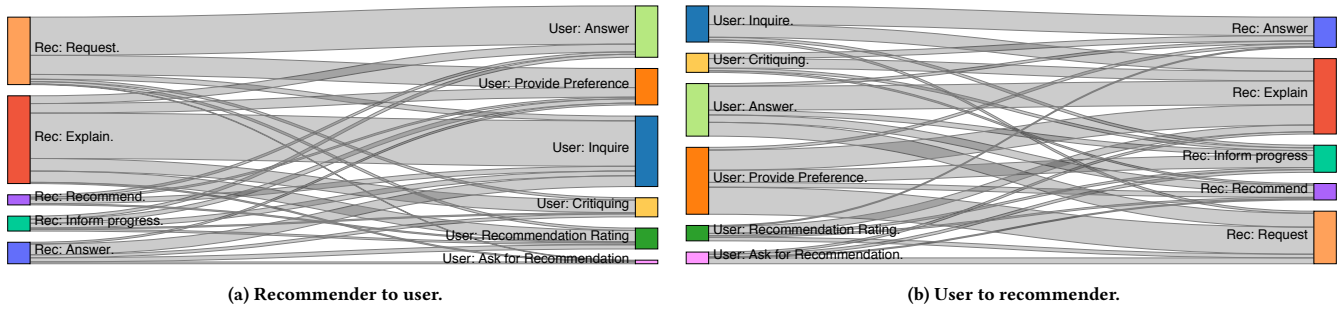 Rec: Request.
Rec: Explain.
Rec: Recommend.
Rec: Inform progress.
Rec: Answer.
User: Answer
User: Provide Preference
User: Inquire
User: Critiquing
User: Recommendation Rating
User: Ask for Recommendation
(a) Recommender to user.
User: Inquire.
User: Critiquing.
User: Answer.
User: Provide Preference.
User: Recommendation Rating.
User: Ask for Recommendation.
Rec: Answer
Rec: Explain
Rec: Inform progress
Rec: Recommend
Rec: Request
(b) User to recommender.